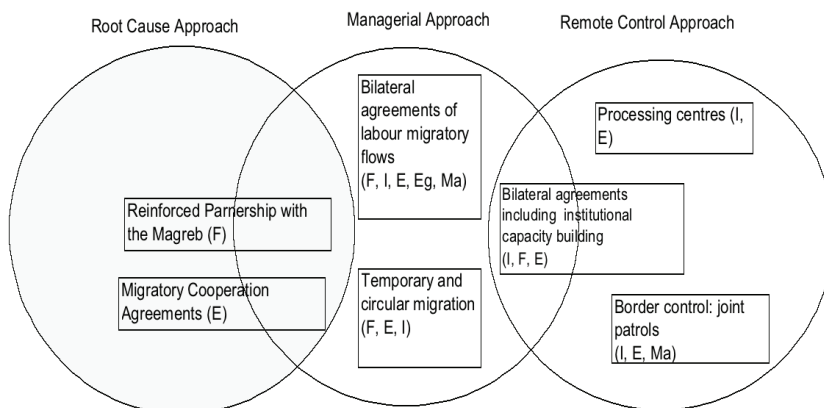 Root Cause Approach
Managerial Approach
Remote Control Approach
Bilateral
agreements of
labour migratory
flows
(F, I, E, Eg, Ma)
Processing centres (I,
E)
Reinforced Parnership with
the Magreb (F)
Bilateral agreements
including institutional
capacity building
(I, F, E)
Migratory Cooperation
Agreements (E)
Temporary and
circular migration
(F, E, I)
Border control: joint
patrols
(I, E, Ma)